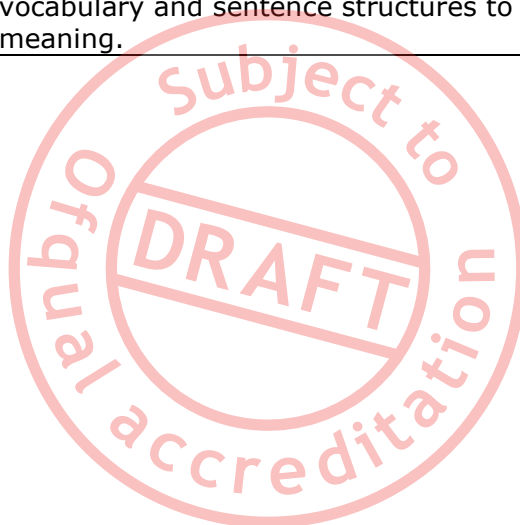 vocabulary and sentence structures to
meaning.
Subject to
Ofqual accreditation
DRAFT